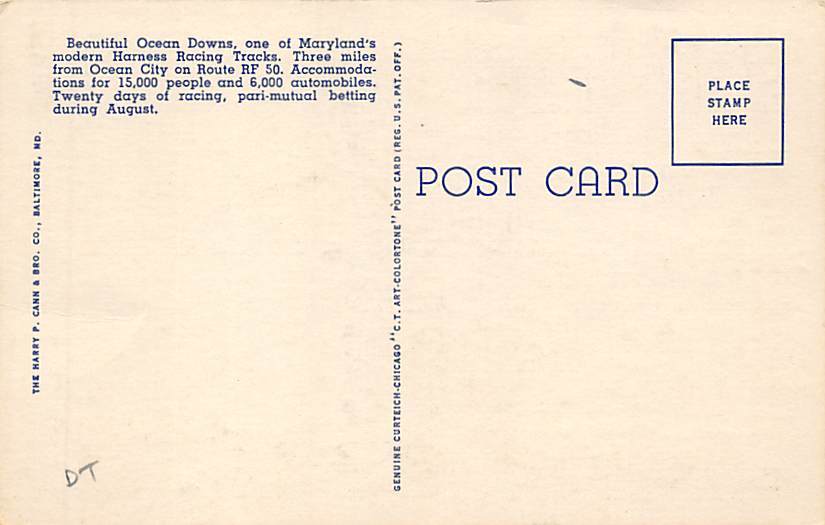 Beautiful Ocean Downs, one of Maryland's
modern Harness Racing Tracks. Three miles
from Ocean City on Route RF 50. Accommoda-
tions for 15,000 people and 6,000 automobiles.
Twenty days of racing, pari-mutual betting
during August.
THE HARRY P. CANN & BRO. CO., BALTIMORE, MD.
GENUINE CURTEICH-CHICAGO "C.T. ART-COLORTONE" POST CARD (REG. U.S. PAT. OFF.)
POST CARD
PLACE
STAMP
HERE
DT